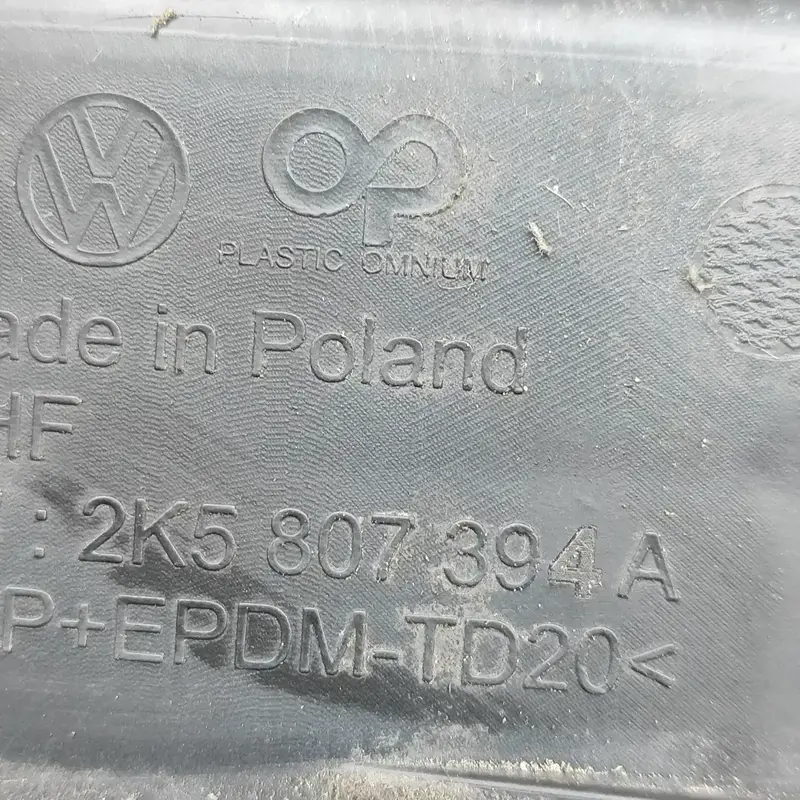 PLASTIC OMNIUM
ade in Poland
HF
: 2K5 807 394 A
P+EPDM-TD20<